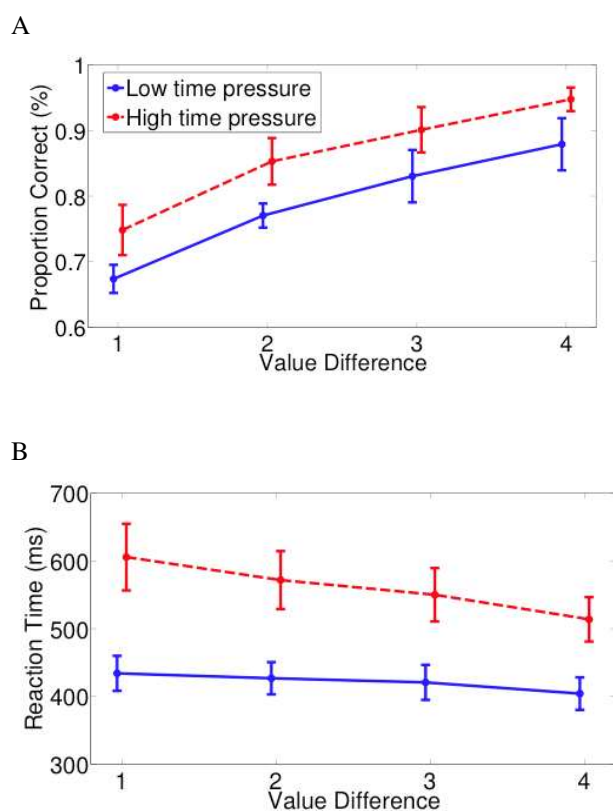 A
Proportion Correct (%)
1
0.9
0.8
0.7
0.6
Low time pressure
High time pressure
1 2 3 4
Value Difference
B
Reaction Time (ms)
700
600
500
400
300
1 2 3 4
Value Difference